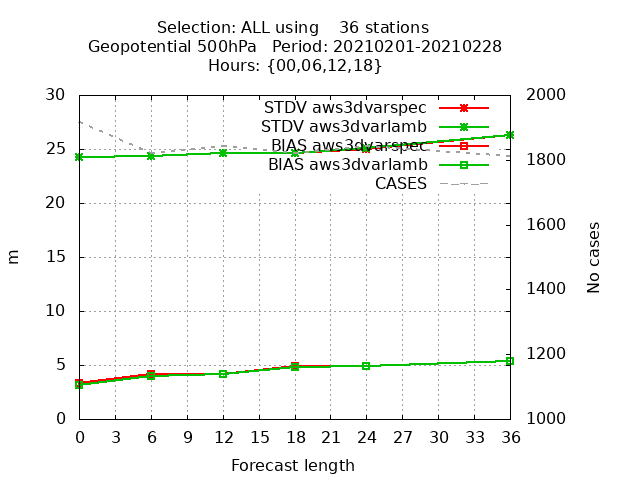 Selection: ALL using    36 stations
Geopotential 500hPa   Period: 20210201-20210228
Hours: {00,06,12,18}
30 2000
STDV aws3dvarspec
STDV aws3dvarlamb
BIAS aws3dvarspec
BIAS aws3dvarlamb
CASES
25 1800
20 1600
15
m No cases
10 1400
5 1200
0 1000
0 3 6 9 12 15 18 21 24 27 30 33 36
Forecast length